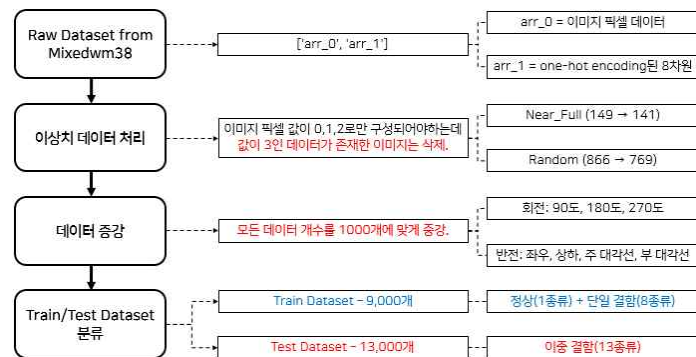 Raw Dataset from
Mixedwm38
['arr_0', 'arr_1']
arr_0 = 이미지 픽셀 데이터
arr_1 = one-hot encoding된 8차원
이상치 데이터 처리
이미지 픽셀 값이 0,1,2로만 구성되어야하는데
값이 3인 데이터가 존재한 이미지는 삭제.
Near_Full (149 → 141)
Random (866 → 769)
데이터 증강
모든 데이터 개수를 1000개에 맞게 증강.
회전: 90도, 180도, 270도
반전: 좌우, 상하, 주 대각선, 부 대각선
Train/Test Dataset
분류
Train Dataset - 9,000개
정상(1종류) + 단일 결함(8종류)
Test Dataset - 13,000개
이중 결함(13종류)